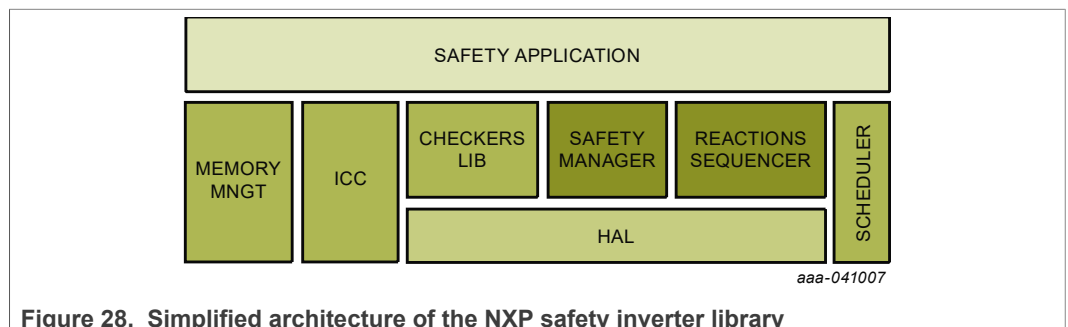 SAFETY APPLICATION
MEMORY
MNGT
ICC
CHECKERS
LIB
SAFETY
MANAGER
REACTIONS
SEQUENCER
SCHEDULER
HAL
aaa-041007
Figure 28. Simplified architecture of the NXP safety inverter library